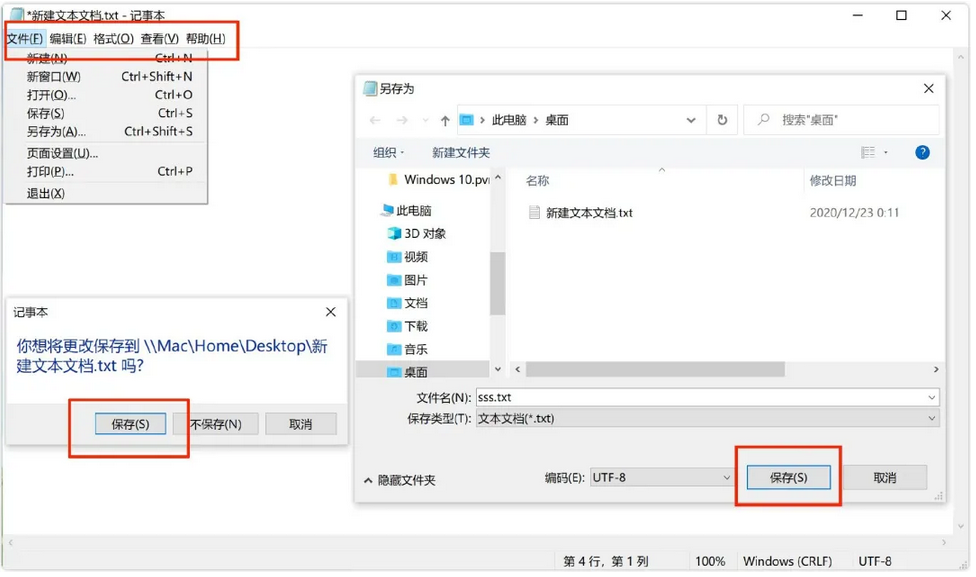 *新建文本文档.txt - 记事本
文件(F) 编辑(E) 格式(O) 查看(V) 帮助(H)
新建(N) Ctrl+N
新窗口(W) Ctrl+Shift+N
打开(O)... Ctrl+O
保存(S) Ctrl+S
另存为(A)... Ctrl+Shift+S
页面设置(U)...
打印(P)... Ctrl+P
退出(X)
记事本
你想将更改保存到 \\Mac\Home\Desktop\新
建文本文档.txt 吗?
保存(S) 不保存(N) 取消
另存为
此电脑 › 桌面
搜索"桌面"
组织 新建文件夹
Windows 10.pv
此电脑
3D 对象
视频
图片
文档
下载
音乐
桌面
名称 修改日期
新建文本文档.txt 2020/12/23 0:11
文件名(N): sss.txt
保存类型(T): 文本文档(*.txt)
隐藏文件夹 编码(E): UTF-8 保存(S) 取消
第 4 行，第 1 列 100% Windows (CRLF) UTF-8